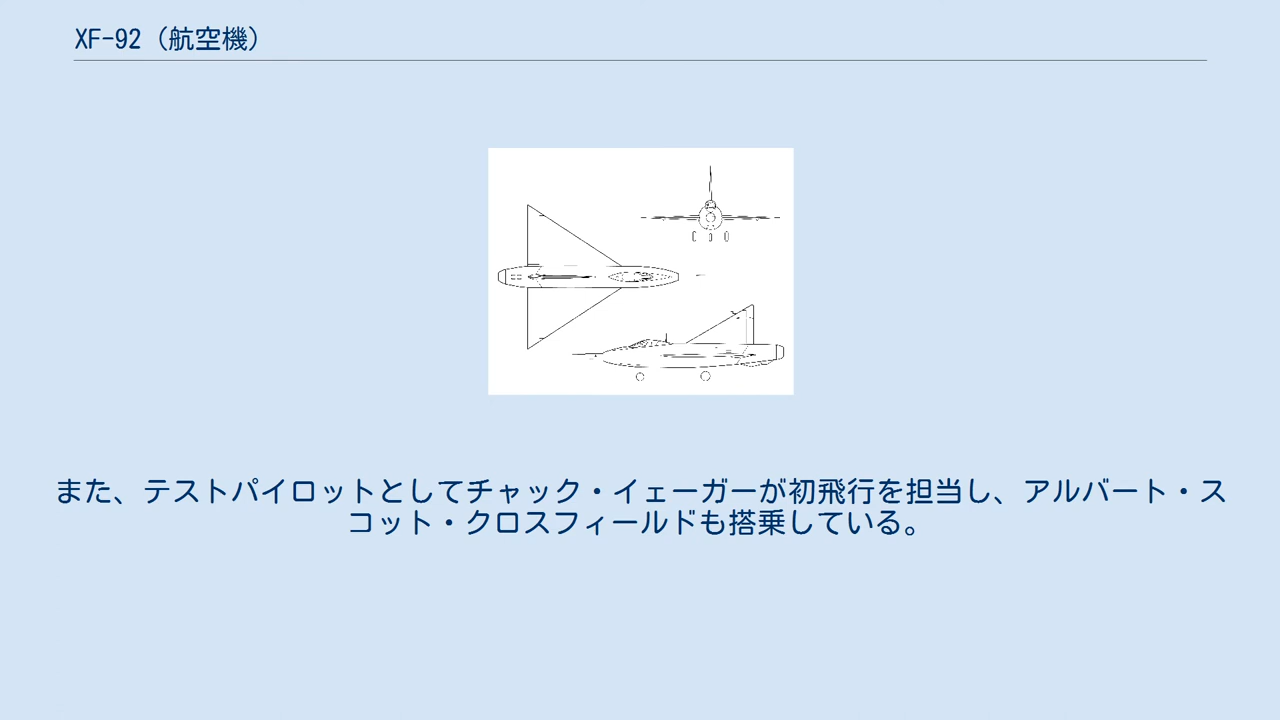 XF-92（航空機）
また、テストパイロットとしてチャック・イェーガーが初飛行を担当し、アルバート・ス
コット・クロスフィールドも搭乗している。